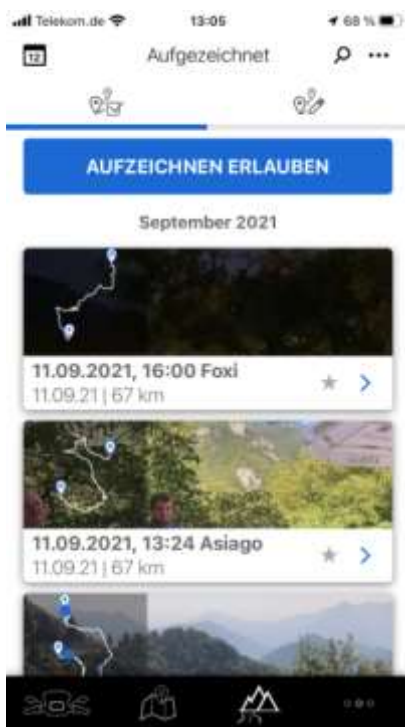 Telekom.de 13:05 68 %
12 Aufgezeichnet
AUFZEICHNEN ERLAUBEN
September 2021
11.09.2021, 16:00 Foxi
11.09.21 | 67 km
11.09.2021, 13:24 Asiago
11.09.21 | 67 km